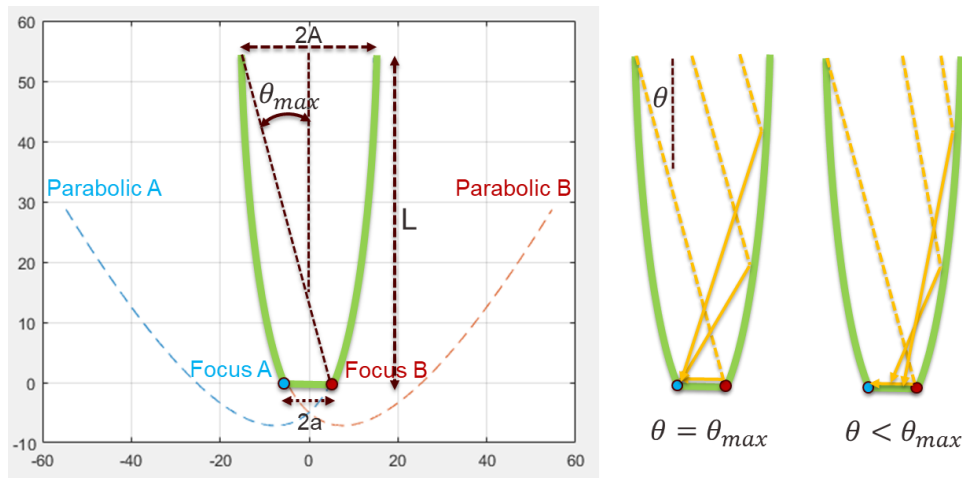 60
50
40
30
20
10
0
-10
-60
-40
-20
0
20
40
60
2A
θmax
Parabolic A
Parabolic B
L
Focus A
Focus B
2a
θ
θ = θmax
θ < θmax